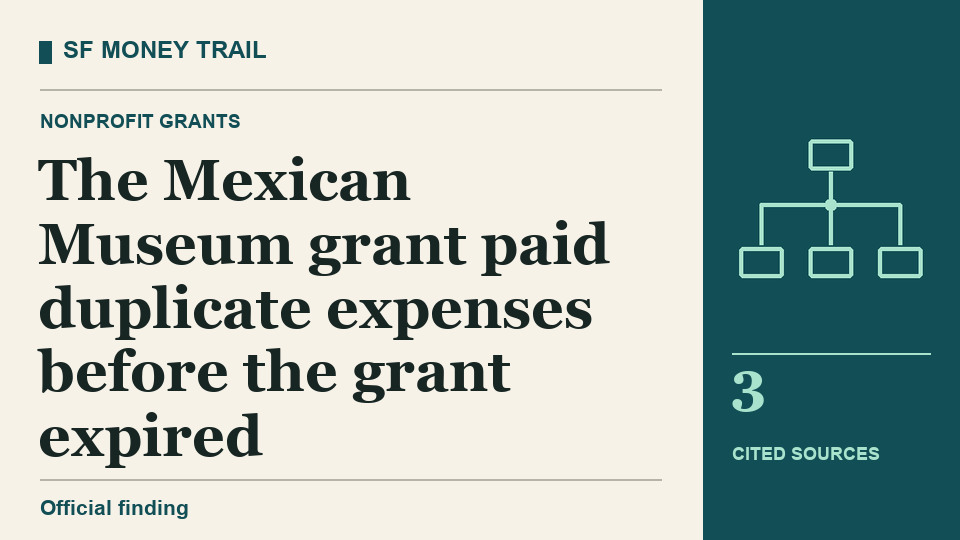 SF MONEY TRAIL
NONPROFIT GRANTS
The Mexican
Museum grant paid
duplicate expenses
before the grant
expired
Official finding
3
CITED SOURCES